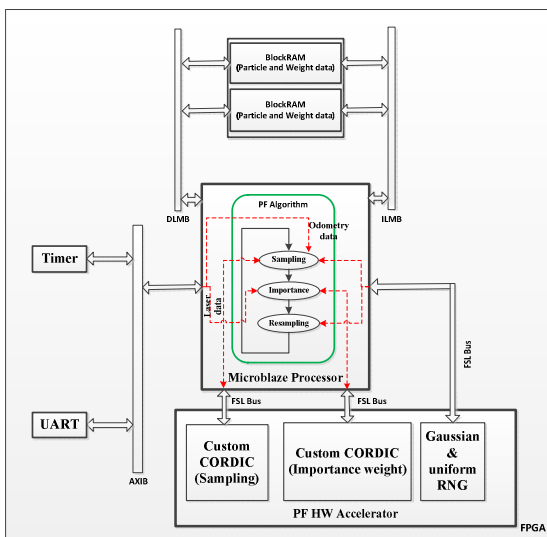 BlockRAM
(Particle and Weight data)
BlockRAM
(Particle and Weight data)
DLMB
ILMB
PF Algorithm
Odometry
data
Timer
Sampling
Laser
data
Importance
Resampling
FSL Bus
Microblaze Processor
FSL Bus
FSL Bus
UART
Custom
CORDIC
(Sampling)
Custom CORDIC
(Importance weight)
Gaussian
&
uniform
RNG
AXIB
PF HW Accelerator
FPGA